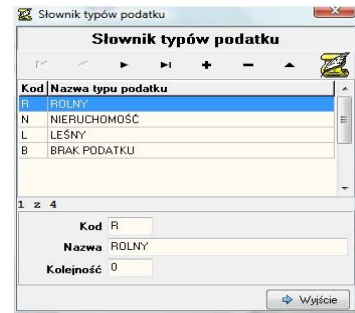 Słownik typów podatku
Słownik typów podatku
Kod Nazwa typu podatku
R ROLNY
N NIERUCHOMOŚĆ
L LEŚNY
B BRAK PODATKU
1 z 4
Kod R
Nazwa ROLNY
Kolejność 0
Wyjście